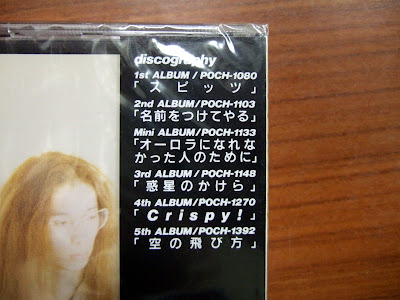 discography
1st ALBUM / POCH-1080
「スピッツ」
2nd ALBUM/POCH-1103
「名前をつけてやる」
Mini ALBUM/POCH-1133
「オーロラになれな
かった人のために」
3rd ALBUM/POCH-1148
「惑星のかけら」
4th ALBUM/POCH-1270
「Crispy!」
5th ALBUM/POCH-1392
「空の飛び方」